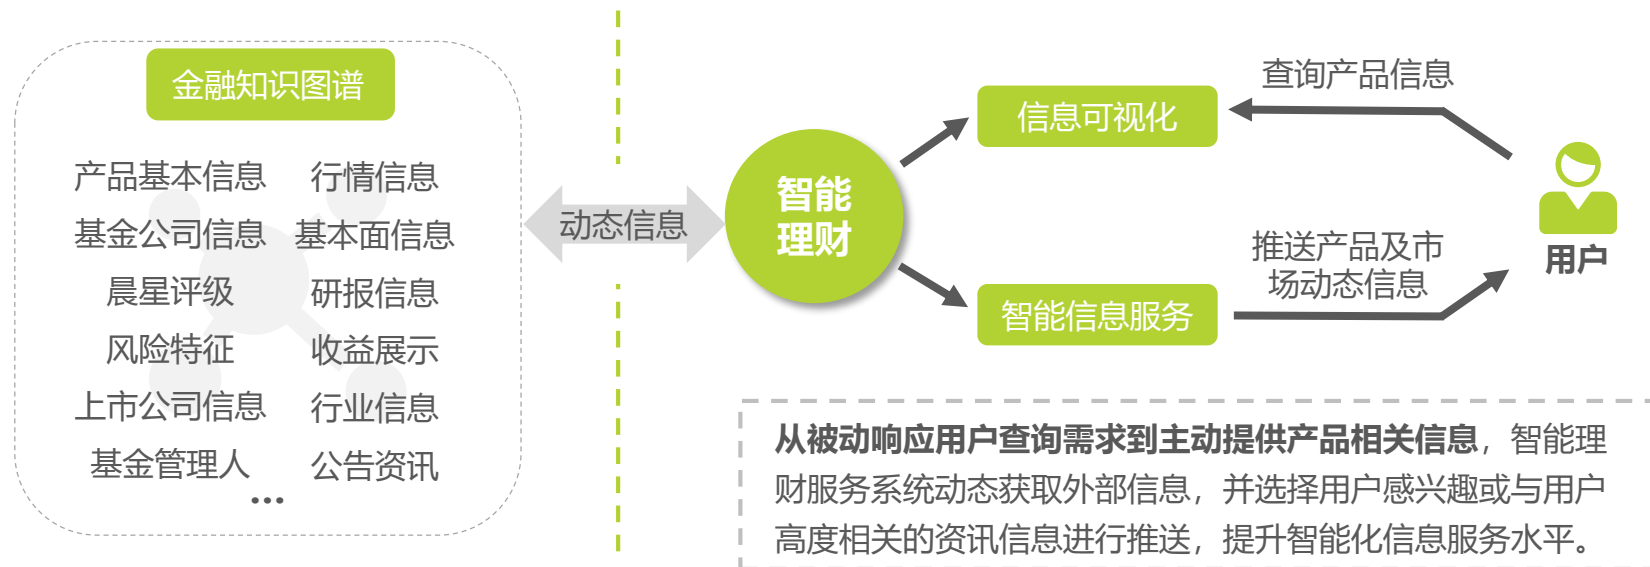 金融知识图谱
产品基本信息 行情信息
基金公司信息 基本面信息
晨星评级 研报信息
风险特征 收益展示
上市公司信息 行业信息
基金管理人 公告资讯
...
动态信息
智能
理财
信息可视化
查询产品信息
智能信息服务
推送产品及市
场动态信息
用户
从被动响应用户查询需求到主动提供产品相关信息，智能理
财服务系统动态获取外部信息，并选择用户感兴趣或与用户
高度相关的资讯信息进行推送，提升智能化信息服务水平。